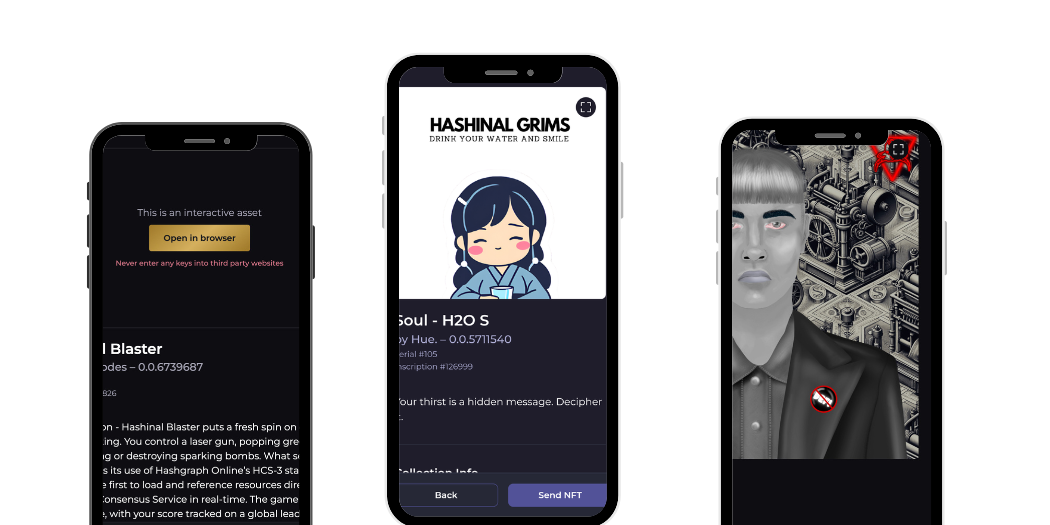 This is an interactive asset
Open in browser
Never enter any keys into third party websites
l Blaster
odes – 0.0.6739687
826
on - Hashinal Blaster puts a fresh spin on
ing. You control a laser gun, popping gre
ng or destroying sparking bombs. What s
s its use of Hashgraph Online's HCS-3 sta
e first to load and reference resources dire
Consensus Service in real-time. The game
e, with your score tracked on a global lead
HASHINAL GRIMS
DRINK YOUR WATER AND SMILE
Soul - H2O S
by Hue. – 0.0.5711540
erial #105
nscription #126999
Your thirst is a hidden message. Decipher
t.
Collection Info
Back
Send NFT